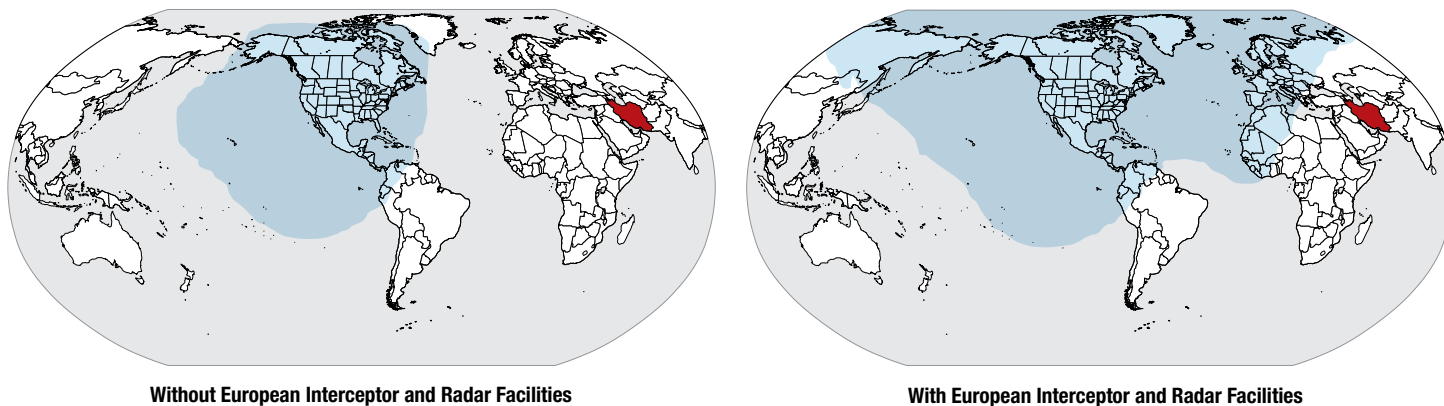 Without European Interceptor and Radar Facilities
With European Interceptor and Radar Facilities